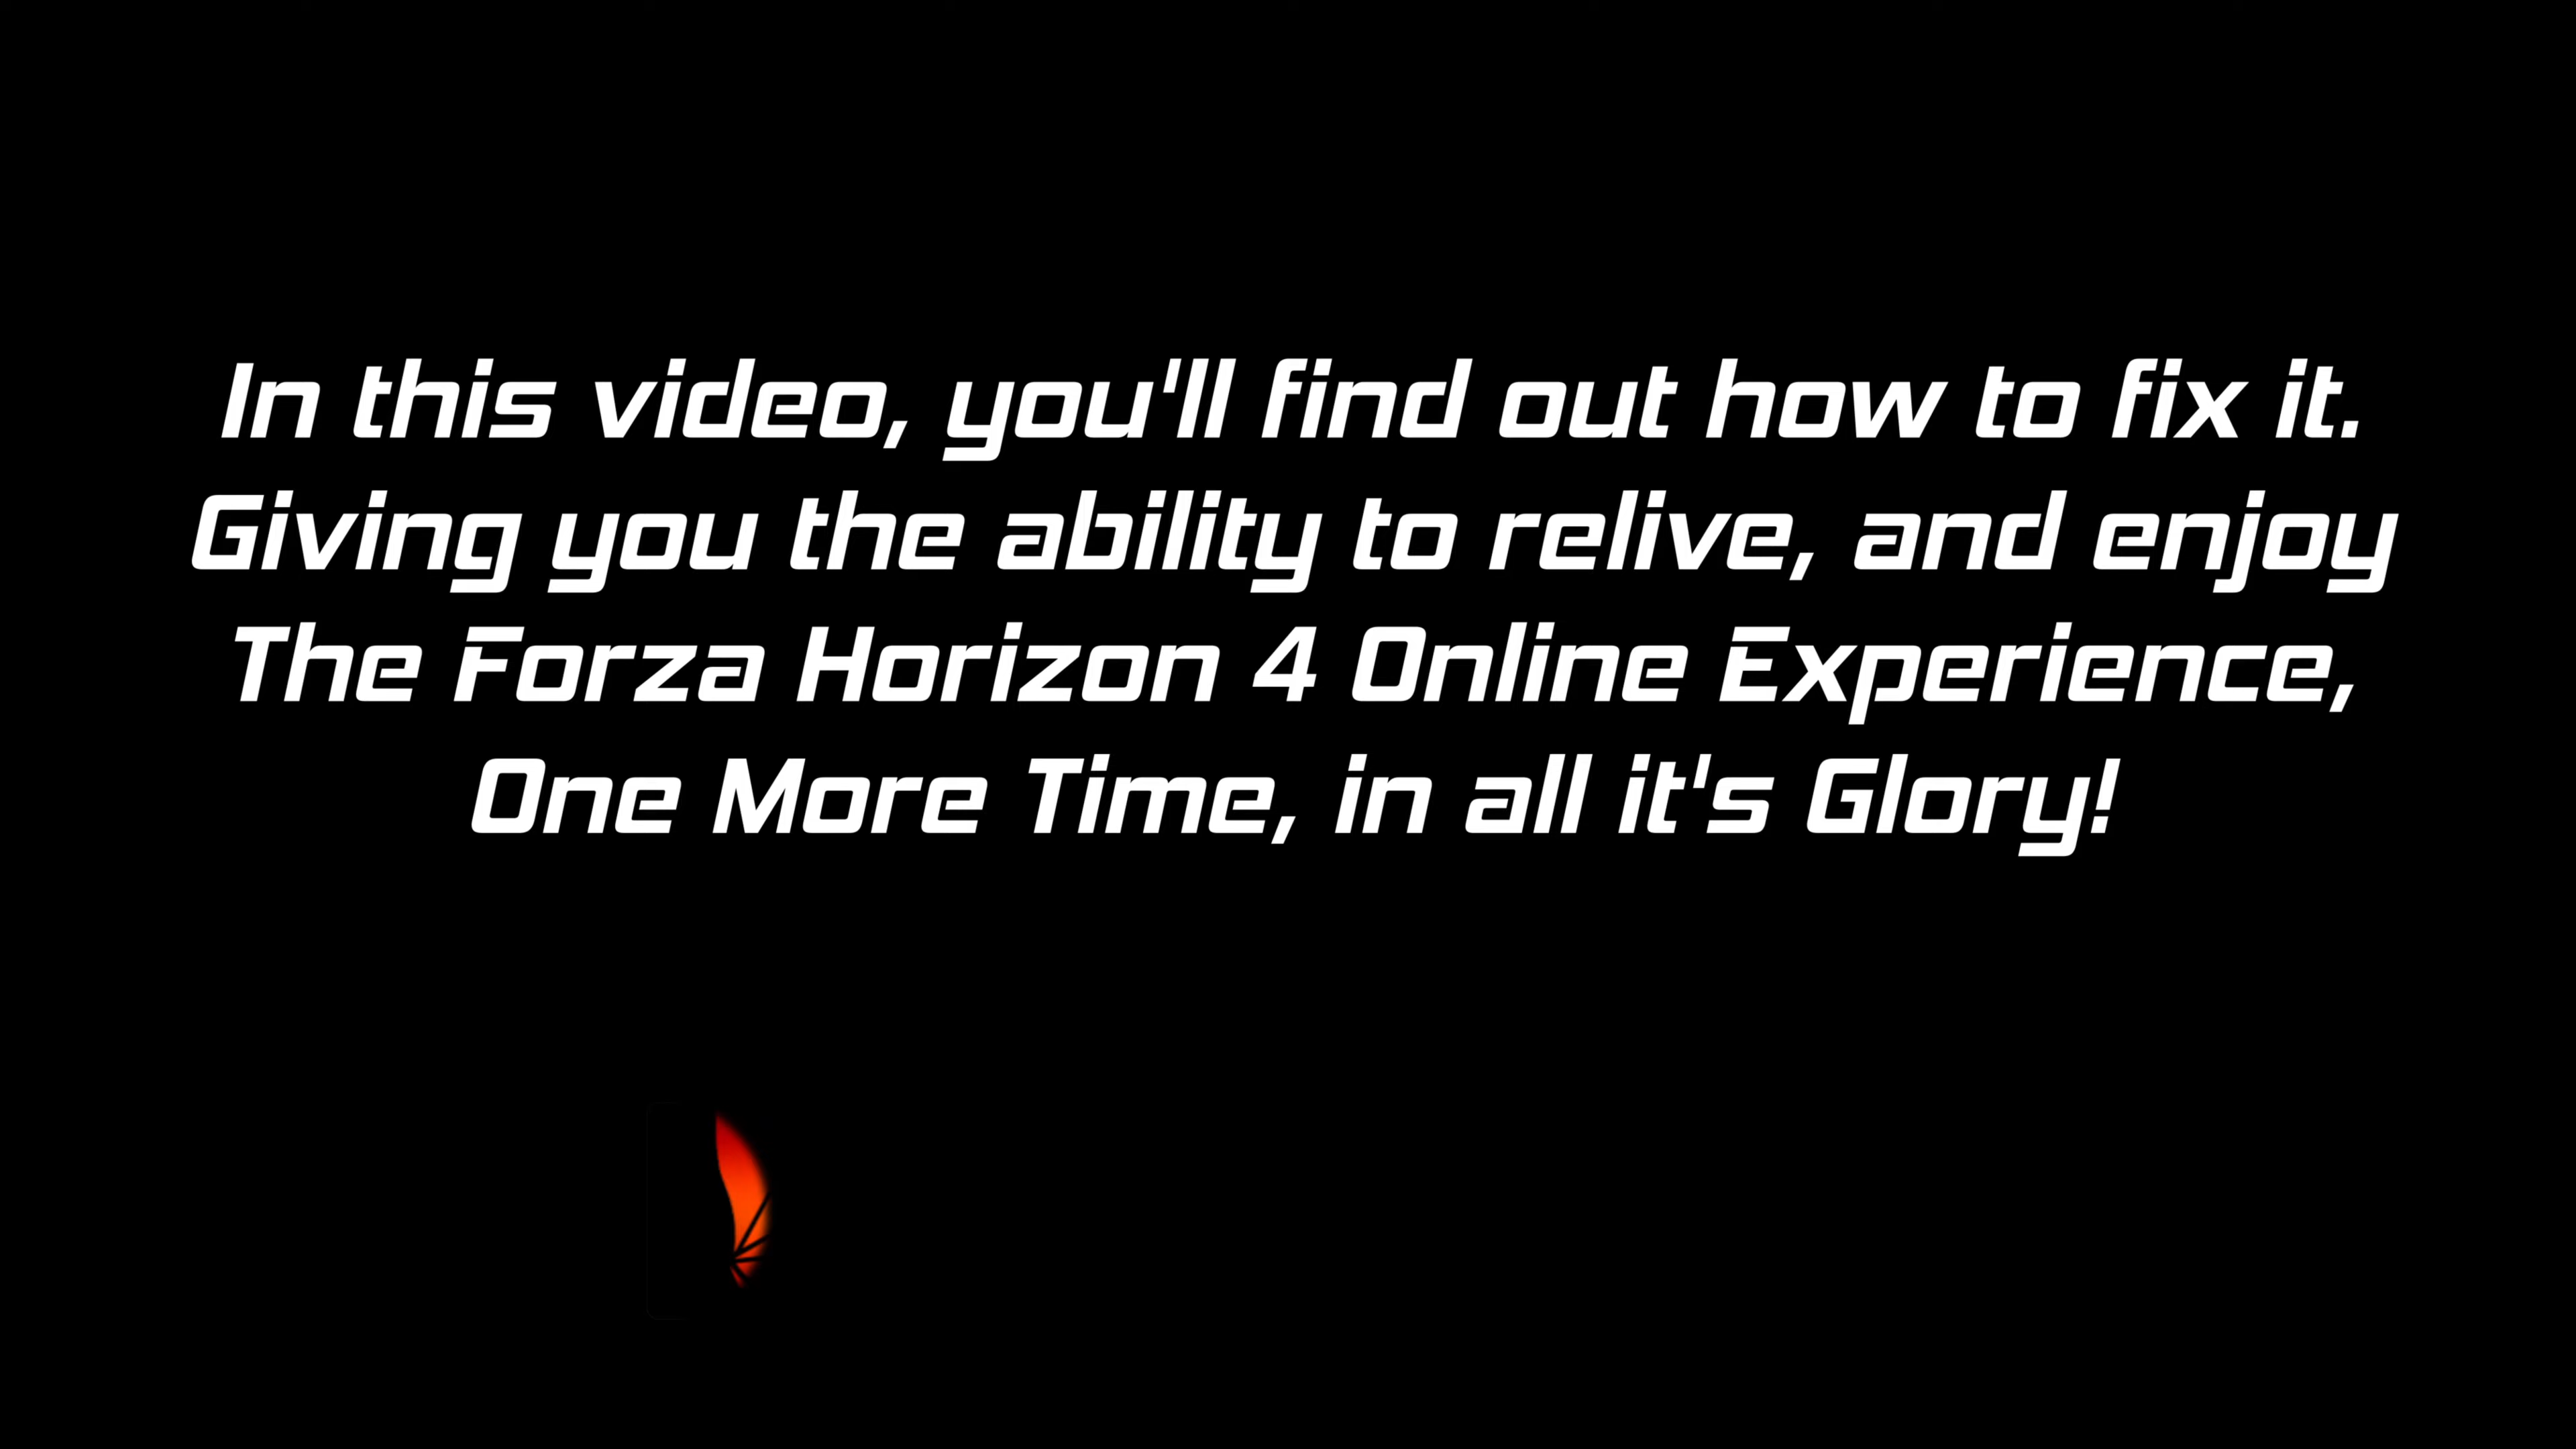 In this video, you'll find out how to fix it.
Giving you the ability to relive, and enjoy
The Forza Horizon 4 Online Experience,
One More Time, in all it's Glory!